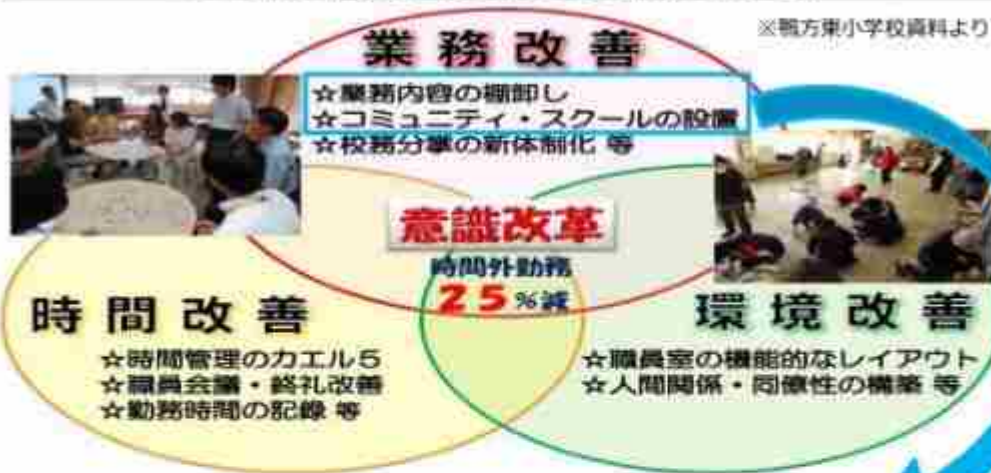 ※鴨方東小学校資料より
業務改善
☆業務内容の棚卸し
☆コミュニティ・スクールの設置
☆校務分掌の新体制化 等
意識改革
時間外勤務
25%減
時間改善
☆時間管理のカエル5
☆職員会議・終礼改善
☆勤務時間の記録 等
環境改善
☆職員室の機能的なレイアウト
☆人間関係・同僚性の構築 等